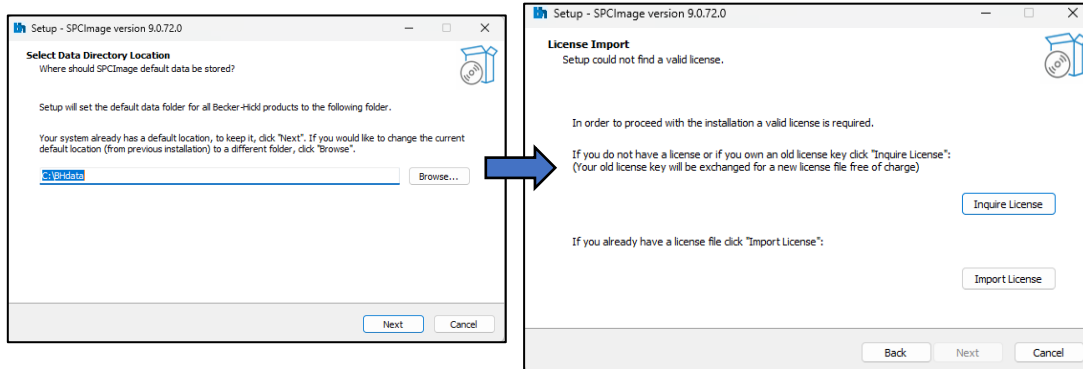 Setup - SPCImage version 9.0.72.0
Select Data Directory Location
Where should SPCImage default data be stored?
Setup will set the default data folder for all Becker-Hickl products to the following folder.
Your system already has a default location, to keep it, click "Next". If you would like to change the current
default location (from previous installation) to a different folder, click "Browse".
C:\BHdata
Browse...
Next
Cancel
Setup - SPCImage version 9.0.72.0
License Import
Setup could not find a valid license.
In order to proceed with the installation a valid license is required.
If you do not have a license or if you own an old license key click "Inquire License":
(Your old license key will be exchanged for a new license file free of charge)
Inquire License
If you already have a license file click "Import License":
Import License
Back
Next
Cancel